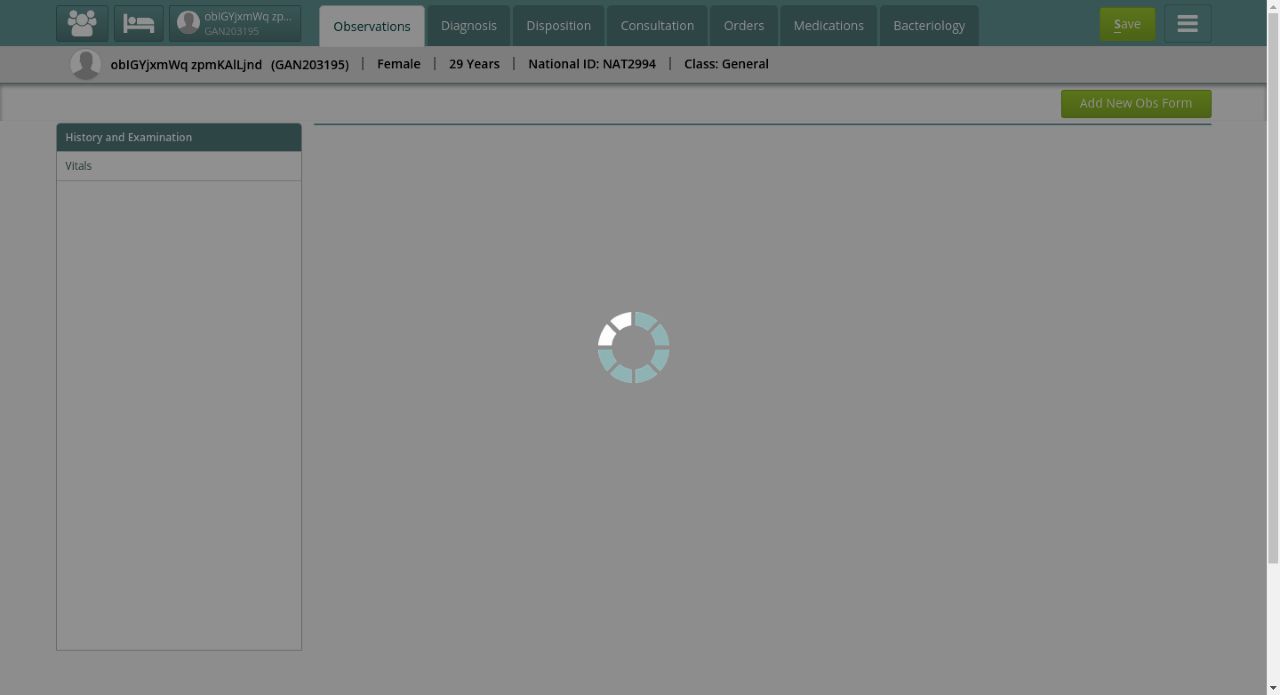 obIGYjxmWq zp...
GAN203195
Observations
Diagnosis
Disposition
Consultation
Orders
Medications
Bacteriology
Save
obIGYjxmWq zpmKAlLjnd (GAN203195) | Female | 29 Years | National ID: NAT2994 | Class: General
Add New Obs Form
History and Examination
Vitals